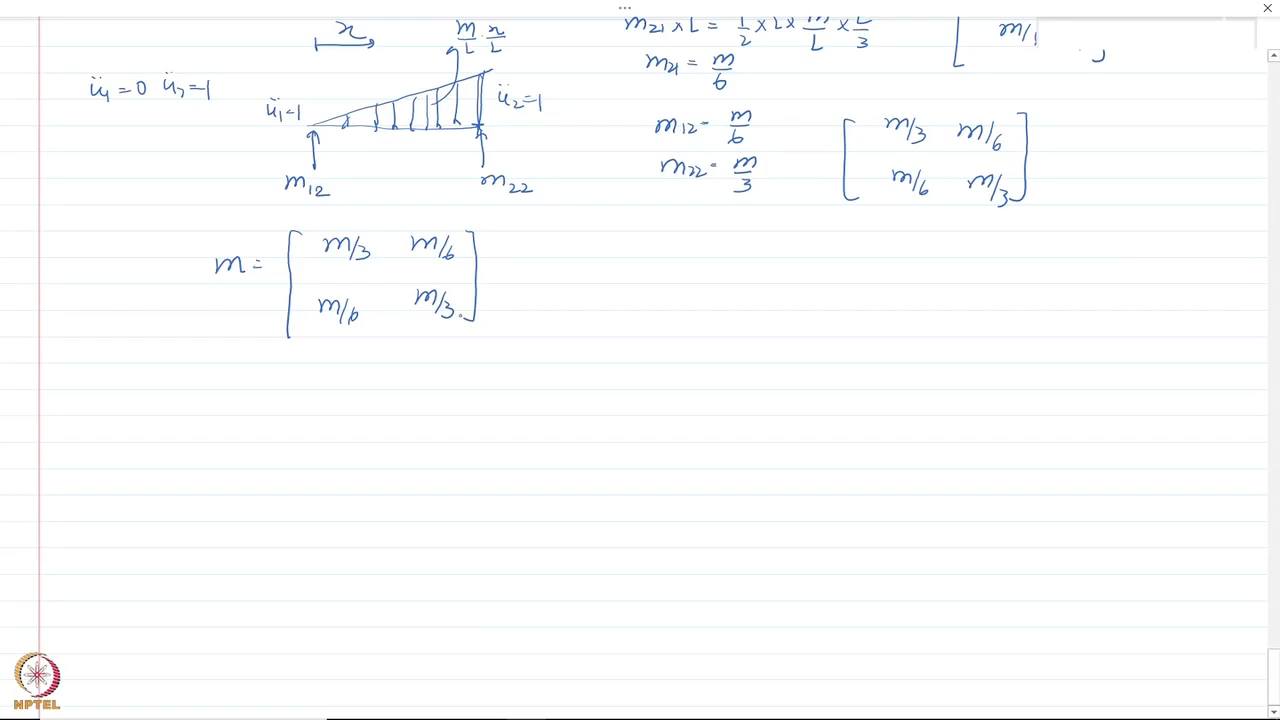 x
m/L · x/L
m21 × L = 1/2 × L × m/L × L/3
m21 = m/6
ü1=0 ü2=1
ü1=1
ü2=1
m12
m22
m12 = m/6
m22 = m/3
[ m/3 m/6
m/6 m/3 ]
m = [ m/3 m/6
m/6 m/3 ]
NPTEL